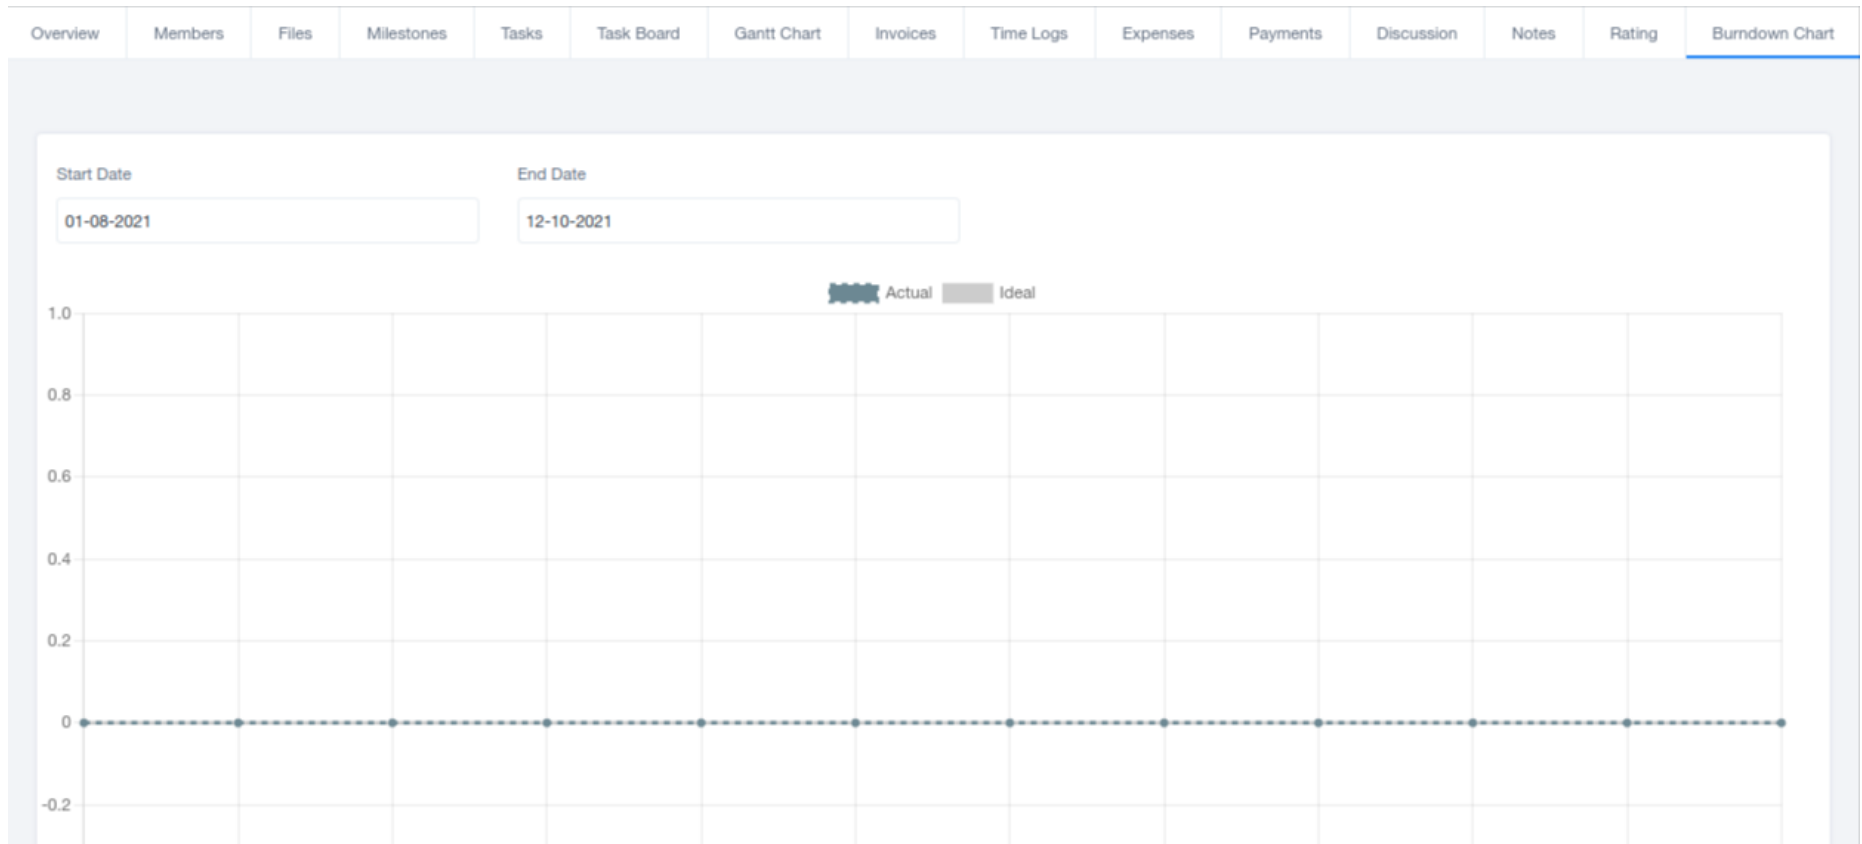 Overview Members Files Milestones Tasks Task Board Gantt Chart Invoices Time Logs Expenses Payments Discussion Notes Rating Burndown Chart
Start Date End Date
01-08-2021 12-10-2021
Actual Ideal
1.0
0.8
0.6
0.4
0.2
0
-0.2